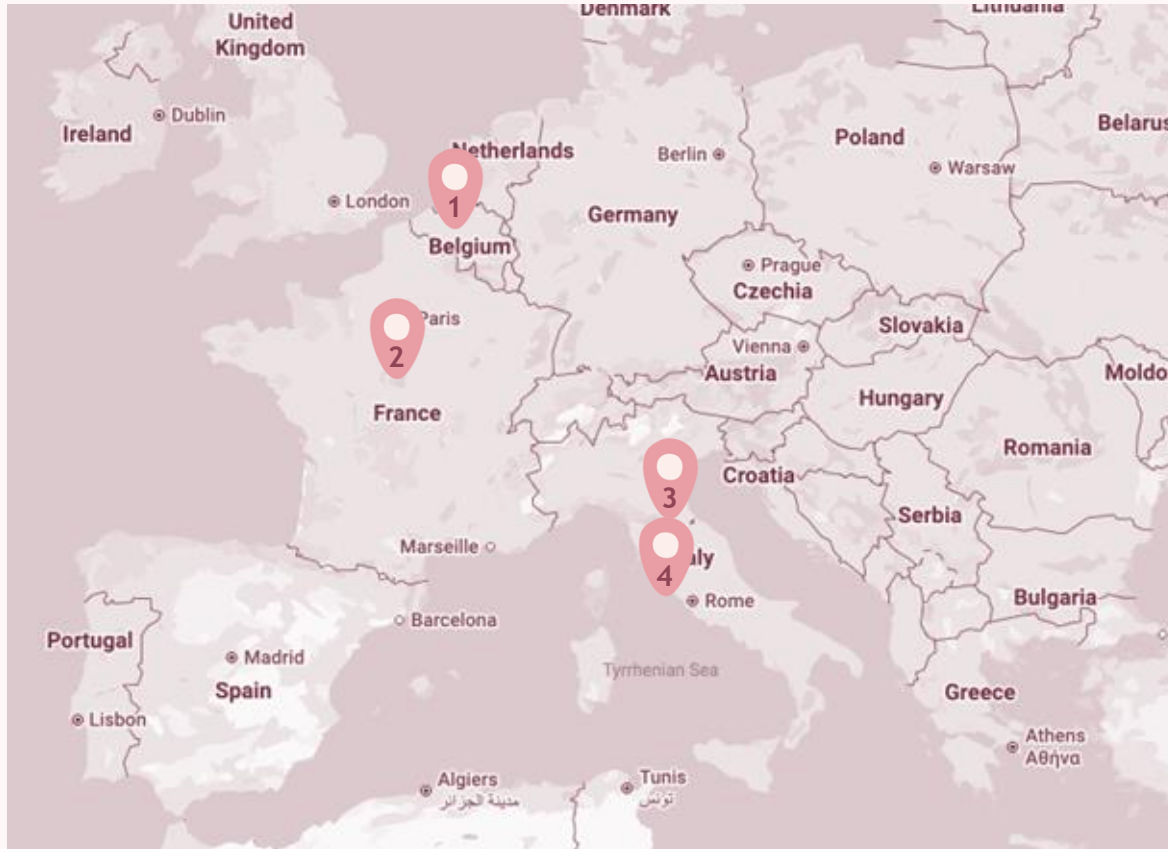 Denmark
Lithuania
United
Kingdom
Dublin
Ireland
Netherlands
Berlin
Poland
Belarus
Warsaw
1
London
Germany
Belgium
Prague
Czechia
Paris
2
Slovakia
Vienna
Austria
Moldo
France
Hungary
Romania
3
Croatia
Serbia
Marseille
4
aly
Rome
Bulgaria
Barcelona
Portugal
Madrid
Tyrrhenian Sea
Spain
Greece
Lisbon
Athens
Αθήνα
Algiers
مدينة الجزائر
Tunis
تونس